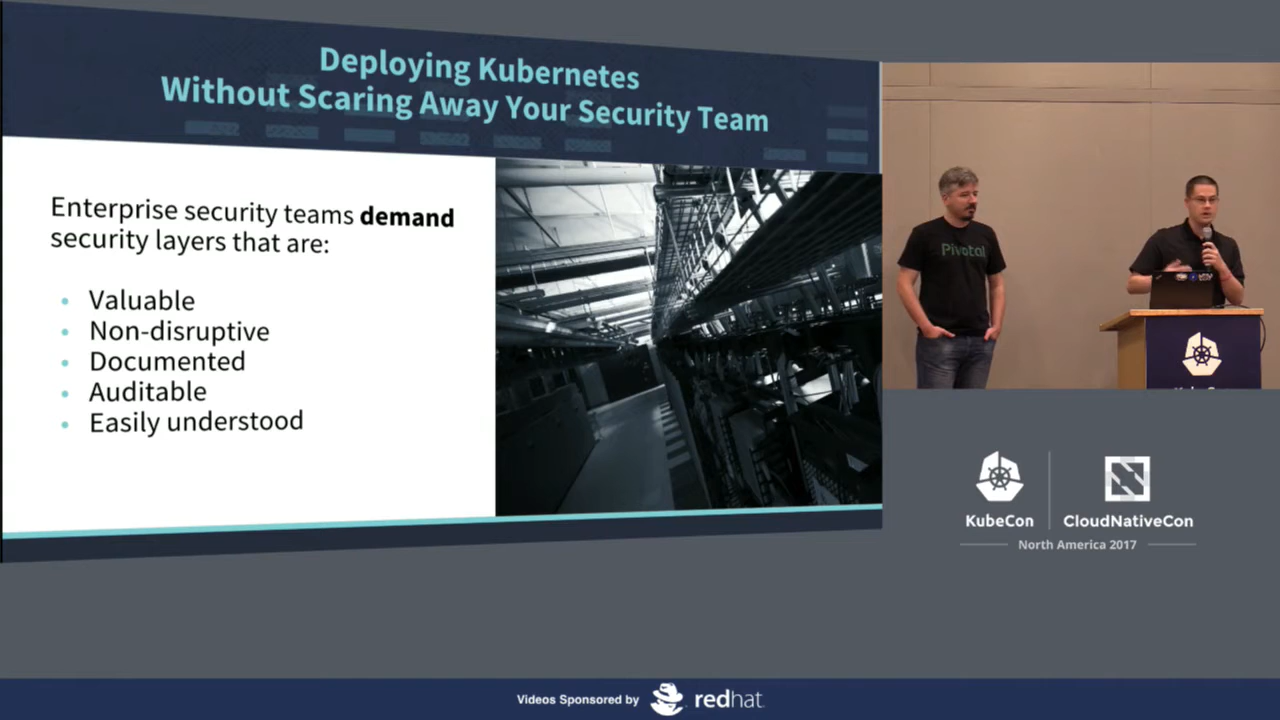 Deploying Kubernetes
Without Scaring Away Your Security Team
Enterprise security teams demand
security layers that are:
• Valuable
• Non-disruptive
• Documented
• Auditable
• Easily understood
Pivotal
KubeCon
CloudNativeCon
North America 2017
Videos Sponsored by
redhat